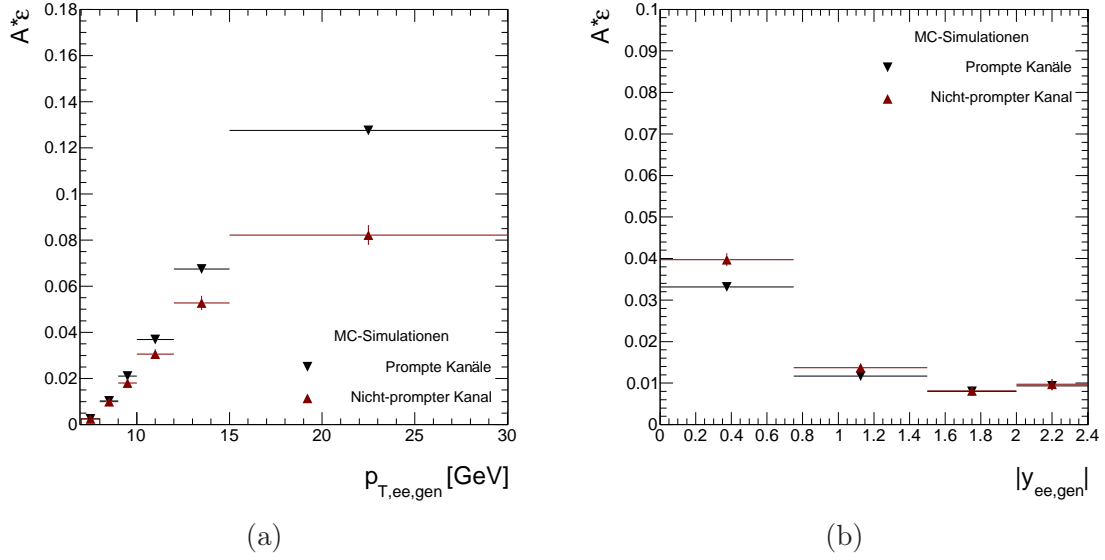 A*ε
0.18
0.16
0.14
0.12
0.1
0.08
0.06
0.04
0.02
0
10 15 20 25 30
p_T,ee,gen [GeV]
MC-Simulationen
Prompte Kanäle
Nicht-prompter Kanal
(a)
A*ε
0.1
0.09
0.08
0.07
0.06
0.05
0.04
0.03
0.02
0.01
0
0 0.2 0.4 0.6 0.8 1 1.2 1.4 1.6 1.8 2 2.2 2.4
|y_ee,gen|
MC-Simulationen
Prompte Kanäle
Nicht-prompter Kanal
(b)